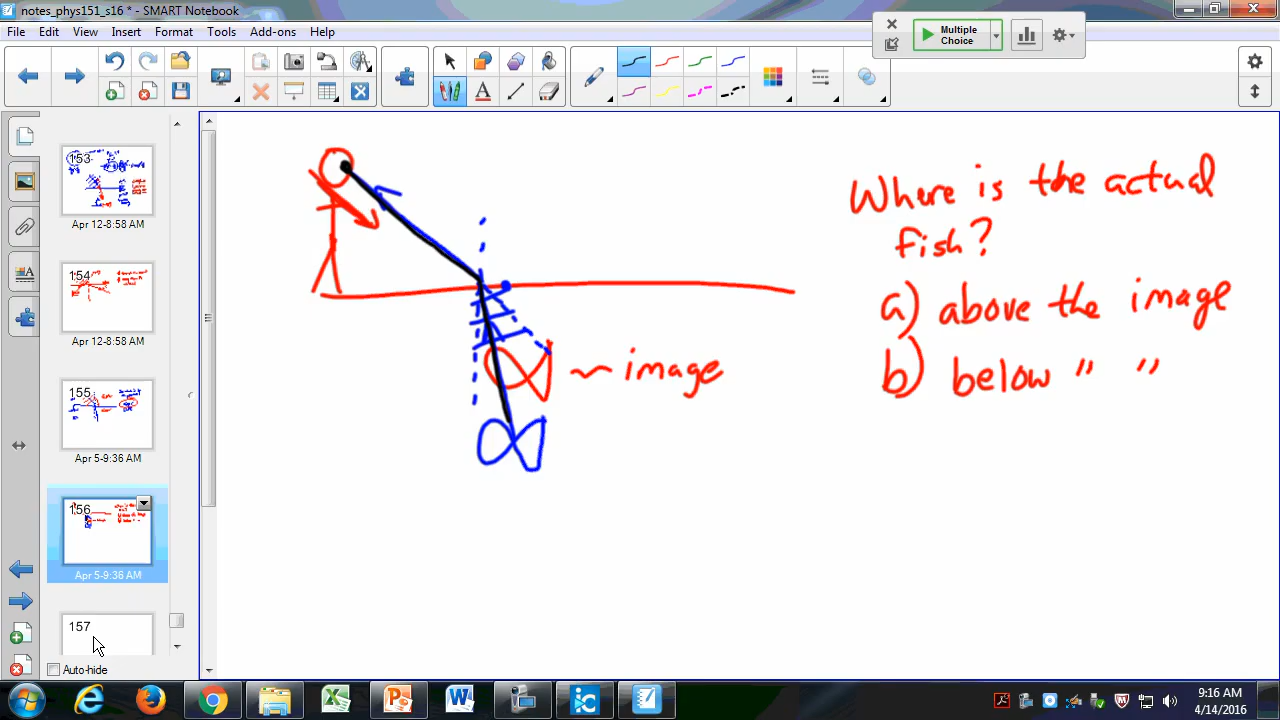 notes_phys151_s16 * - SMART Notebook
File Edit View Insert Format Tools Add-ons Help
Multiple
Choice
153
Apr 12-8:58 AM
154
Apr 12-8:58 AM
155
Apr 5-9:36 AM
156
Apr 5-9:36 AM
157
Auto-hide
Where is the actual
fish?
a) above the image
b) below " "
~ image
9:16 AM
4/14/2016